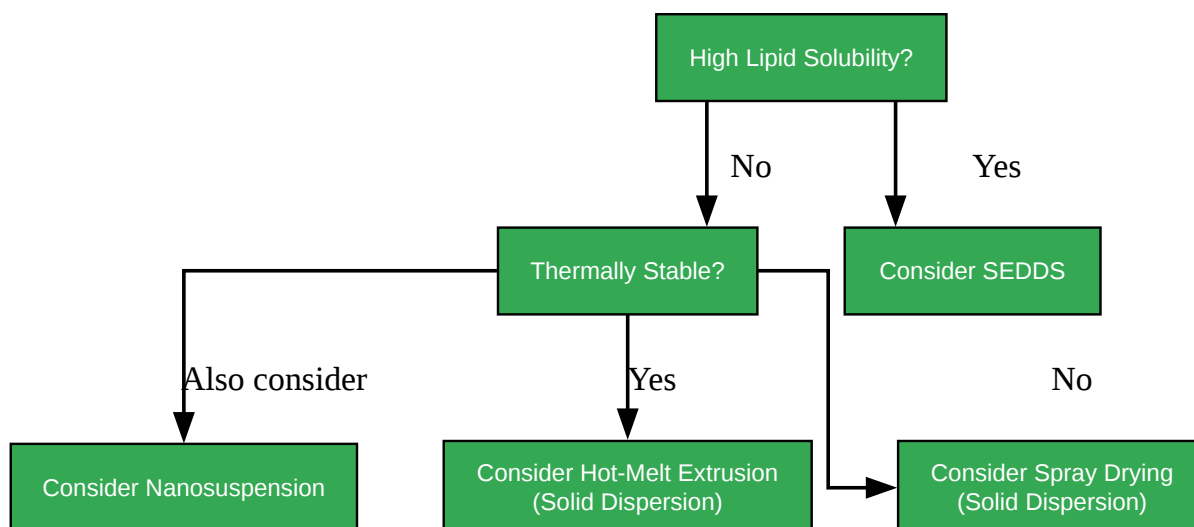 High Lipid Solubility?
No
Yes
Thermally Stable?
Consider SEDDS
Also consider
Yes
No
Consider Nanosuspension
Consider Hot-Melt Extrusion
(Solid Dispersion)
Consider Spray Drying
(Solid Dispersion)